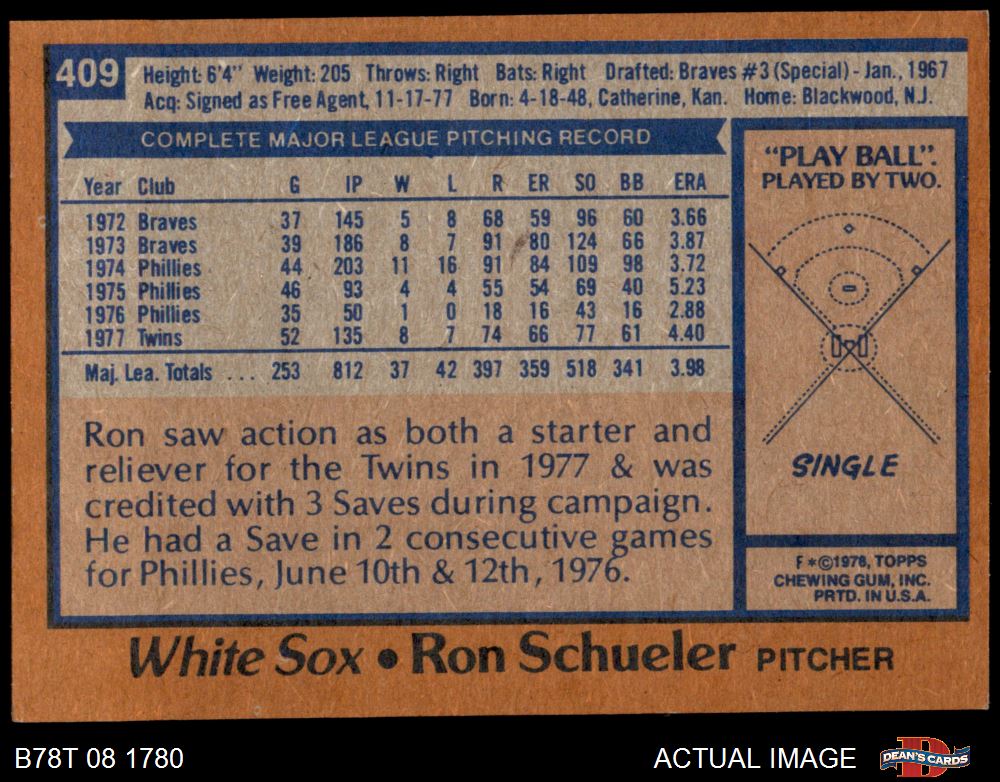 409
Height: 6'4" Weight: 205 Throws: Right Bats: Right Drafted: Braves #3 (Special) - Jan., 1967
Acq: Signed as Free Agent, 11-17-77 Born: 4-18-48, Catherine, Kan. Home: Blackwood, N.J.
COMPLETE MAJOR LEAGUE PITCHING RECORD
Year Club G IP W L R ER SO BB ERA
1972 Braves 37 145 5 8 68 59 96 60 3.66
1973 Braves 39 186 8 7 91 80 124 66 3.87
1974 Phillies 44 203 11 16 91 84 109 98 3.72
1975 Phillies 46 93 4 4 55 54 69 40 5.23
1976 Phillies 35 50 1 0 18 16 43 16 2.88
1977 Twins 52 135 8 7 74 66 77 61 4.40
Maj. Lea. Totals ... 253 812 37 42 397 359 518 341 3.98
Ron saw action as both a starter and
reliever for the Twins in 1977 & was
credited with 3 Saves during campaign.
He had a Save in 2 consecutive games
for Phillies, June 10th & 12th, 1976.
"PLAY BALL".
PLAYED BY TWO.
SINGLE
F *©1978, TOPPS
CHEWING GUM, INC.
PRTD. IN U.S.A.
White Sox • Ron Schueler PITCHER
B78T 08 1780
ACTUAL IMAGE
D
DEAN'S CARDS